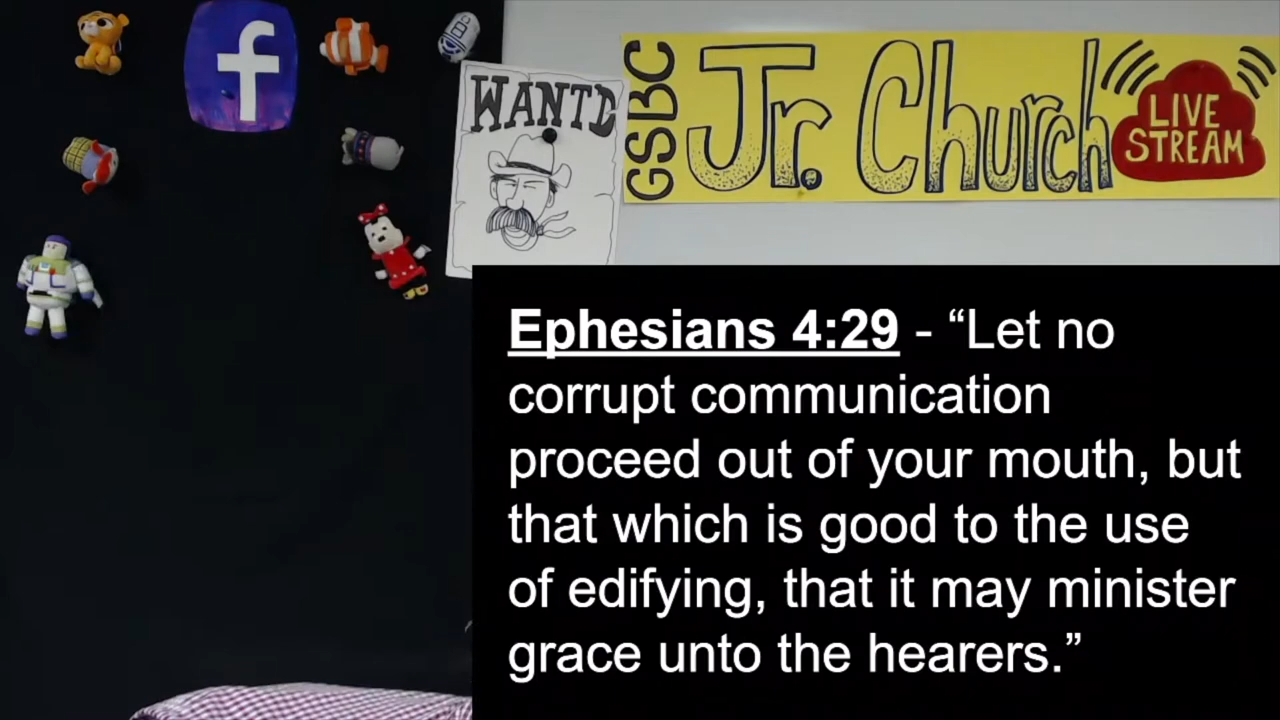 f
WANTE
GSBC
Jr. Church
LIVE
STREAM
Ephesians 4:29 - “Let no
corrupt communication
proceed out of your mouth, but
that which is good to the use
of edifying, that it may minister
grace unto the hearers.”